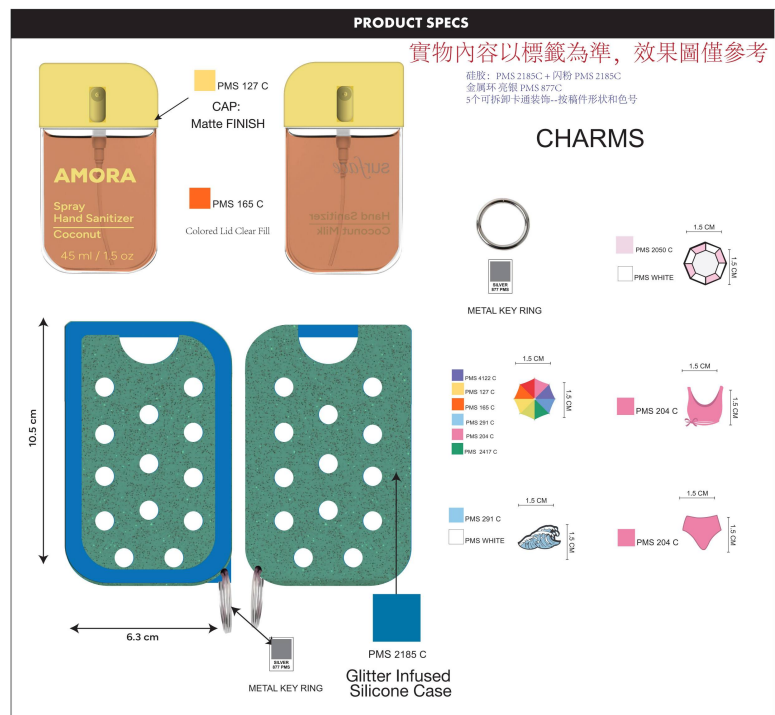 PRODUCT SPECS
實物內容以標籤為準，效果圖僅參考
硅胶：PMS 2185C + 闪粉 PMS 2185C
金属环 亮银 PMS 877C
5个可拆卸卡通装饰--按稿件形状和色号
CHARMS
PMS 127 C
CAP:
Matte FINISH
PMS 165 C
Colored Lid Clear Fill
AMORA
Spray
Hand Sanitizer
Coconut
45 ml / 1.5 oz
surface
Hand Sanitizer
Coconut Milk
SILVER
877 PMS
METAL KEY RING
1.5 CM
1.5 CM
PMS 2050 C
PMS WHITE
1.5 CM
1.5 CM
PMS 4122 C
PMS 127 C
PMS 165 C
PMS 291 C
PMS 204 C
PMS 2417 C
1.5 CM
1.5 CM
PMS 204 C
1.5 CM
1.5 CM
PMS 291 C
PMS WHITE
1.5 CM
1.5 CM
PMS 204 C
10.5 cm
6.3 cm
SILVER
877 PMS
METAL KEY RING
PMS 2185 C
Glitter Infused
Silicone Case